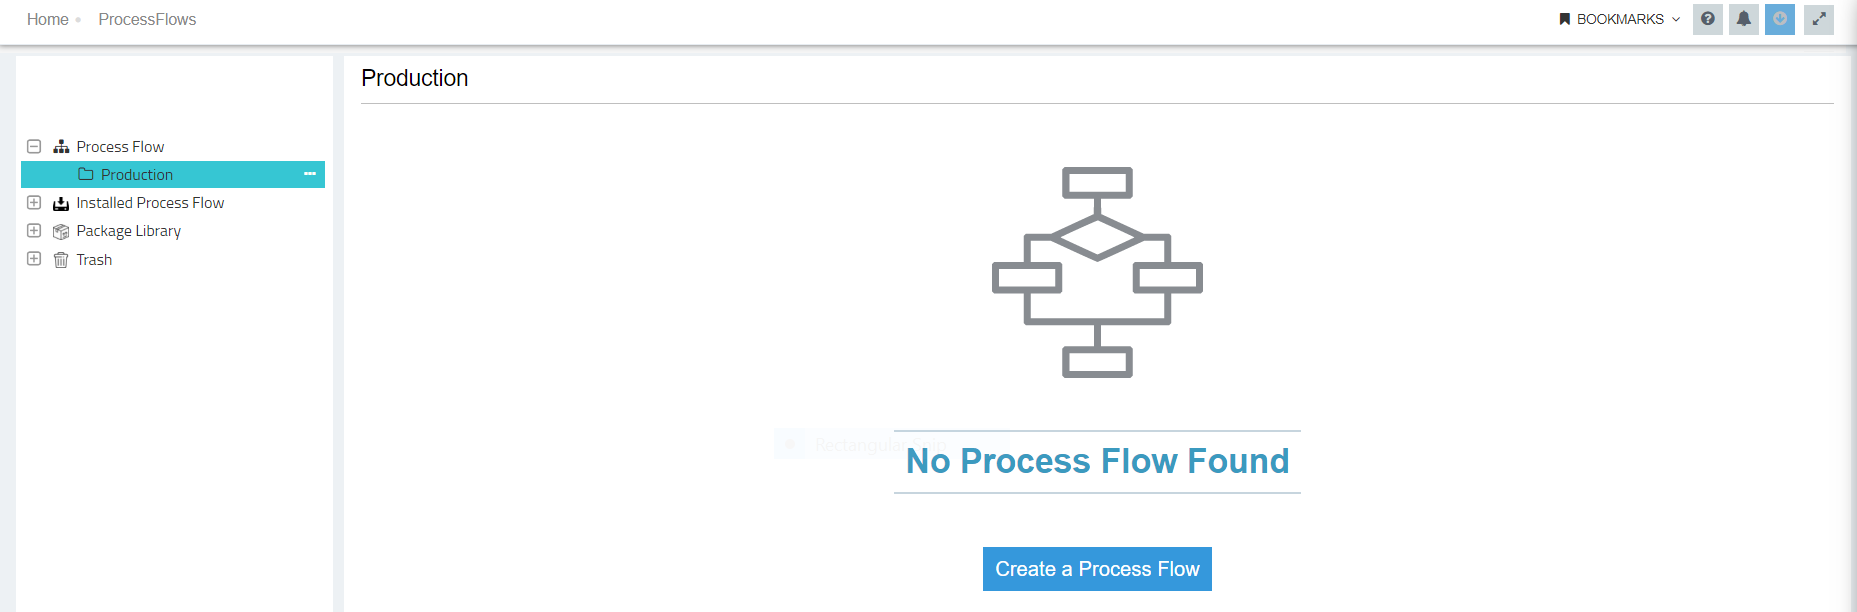 Home ProcessFlows
BOOKMARKS
Production
Process Flow
Production
Installed Process Flow
Package Library
Trash
Rectangular Snip
No Process Flow Found
Create a Process Flow